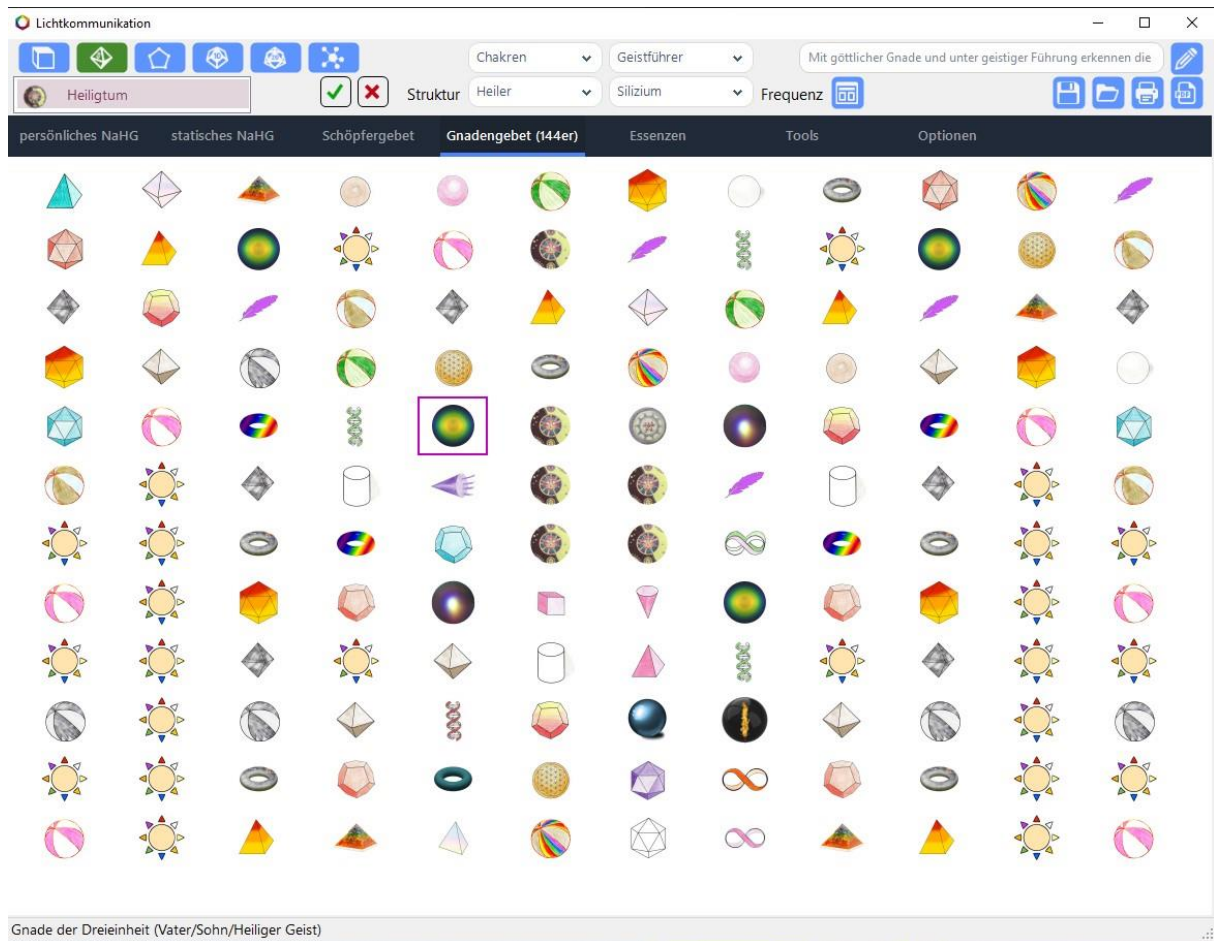 Lichtkommunikation
Chakren Geistführer Mit göttlicher Gnade und unter geistiger Führung erkennen die
Heiligtum Struktur Heiler Silizium Frequenz
persönliches NaHG statisches NaHG Schöpfergebet Gnadengebet (144er) Essenzen Tools Optionen
Gnade der Dreieinheit (Vater/Sohn/Heiliger Geist)